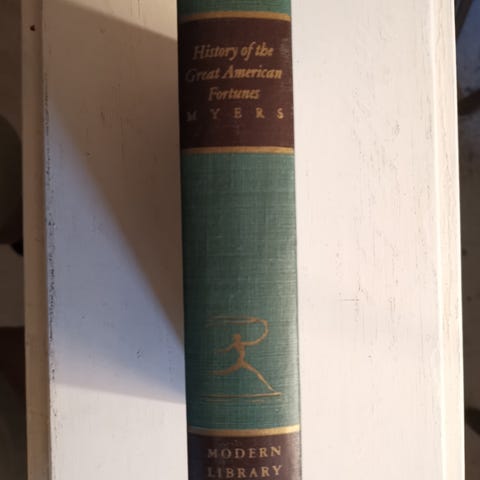 History of the
Great American
Fortunes
MYERS
MODERN
LIBRARY